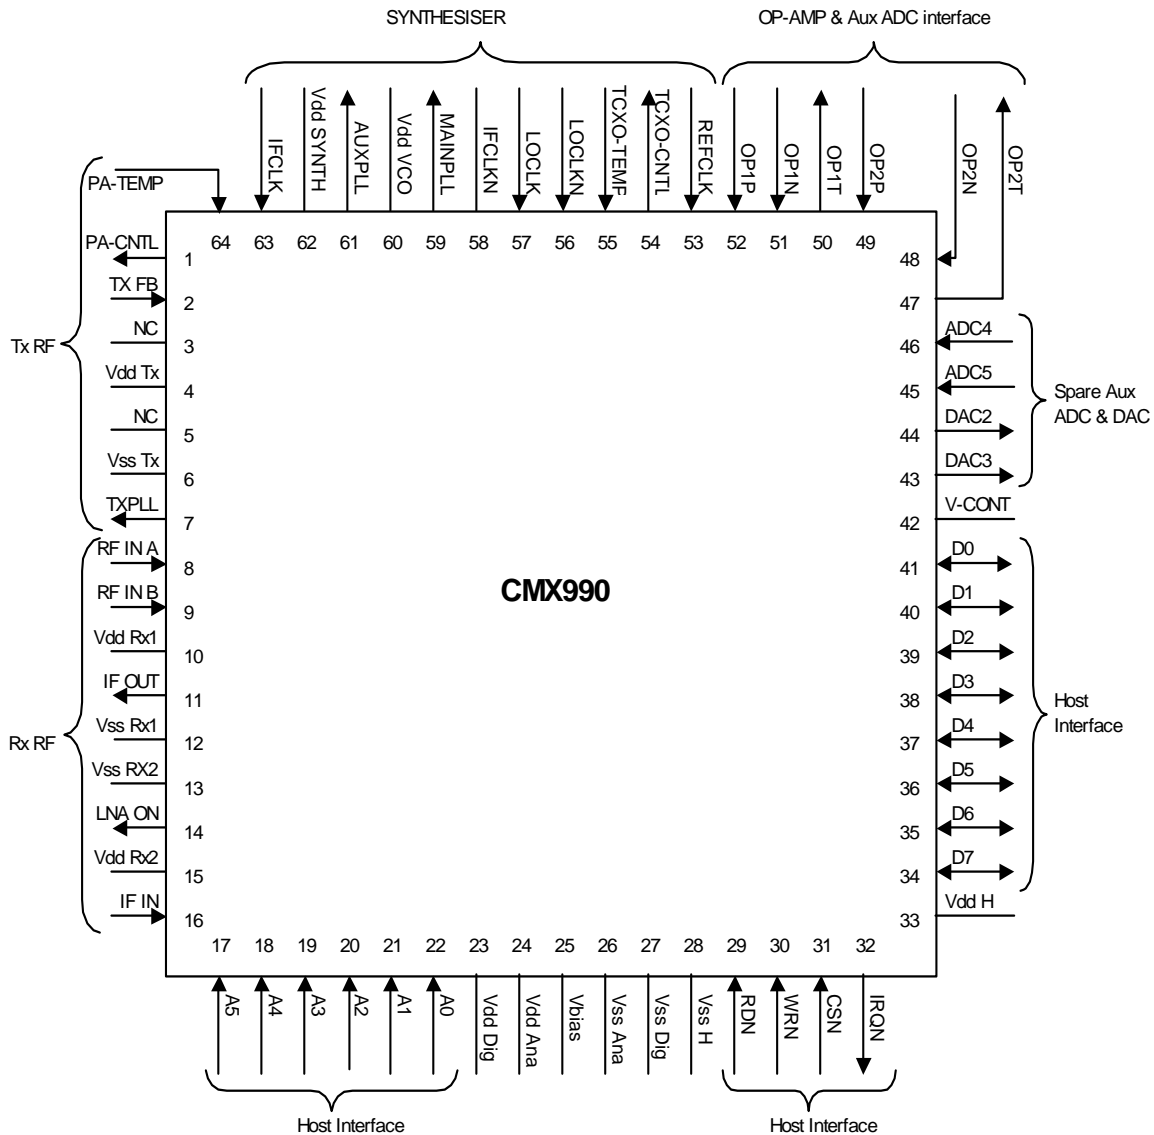 SYNTHESISER
OP-AMP & Aux ADC interface
IFCLK
Vdd SYNTH
AUXPLL
Vdd VCO
MAINPLL
IFCLKN
LOCLK
LOCLKN
TCXO-TEMP
TCXO-CNTL
REFCLK
OP1P
OP1N
OP1T
OP2P
OP2N
OP2T
64 63 62 61 60 59 58 57 56 55 54 53 52 51 50 49
Tx RF
PA-TEMP
PA-CNTL 1
TX FB 2
NC 3
Vdd Tx 4
NC 5
Vss Tx 6
TXPLL 7
Rx RF
RF IN A 8
RF IN B 9
Vdd Rx1 10
IF OUT 11
Vss Rx1 12
Vss RX2 13
LNA ON 14
Vdd Rx2 15
IF IN 16
CMX990
48
47
46 ADC4
45 ADC5
44 DAC2
43 DAC3
Spare Aux
ADC & DAC
42 V-CONT
41 D0
40 D1
39 D2
38 D3
37 D4
36 D5
35 D6
34 D7
Host
Interface
33 Vdd H
17 18 19 20 21 22 23 24 25 26 27 28 29 30 31 32
A5
A4
A3
A2
A1
A0
Vdd Dig
Vdd Ana
Vbias
Vss Ana
Vss Dig
Vss H
RDN
WRN
CSN
IRQN
Host Interface
Host Interface